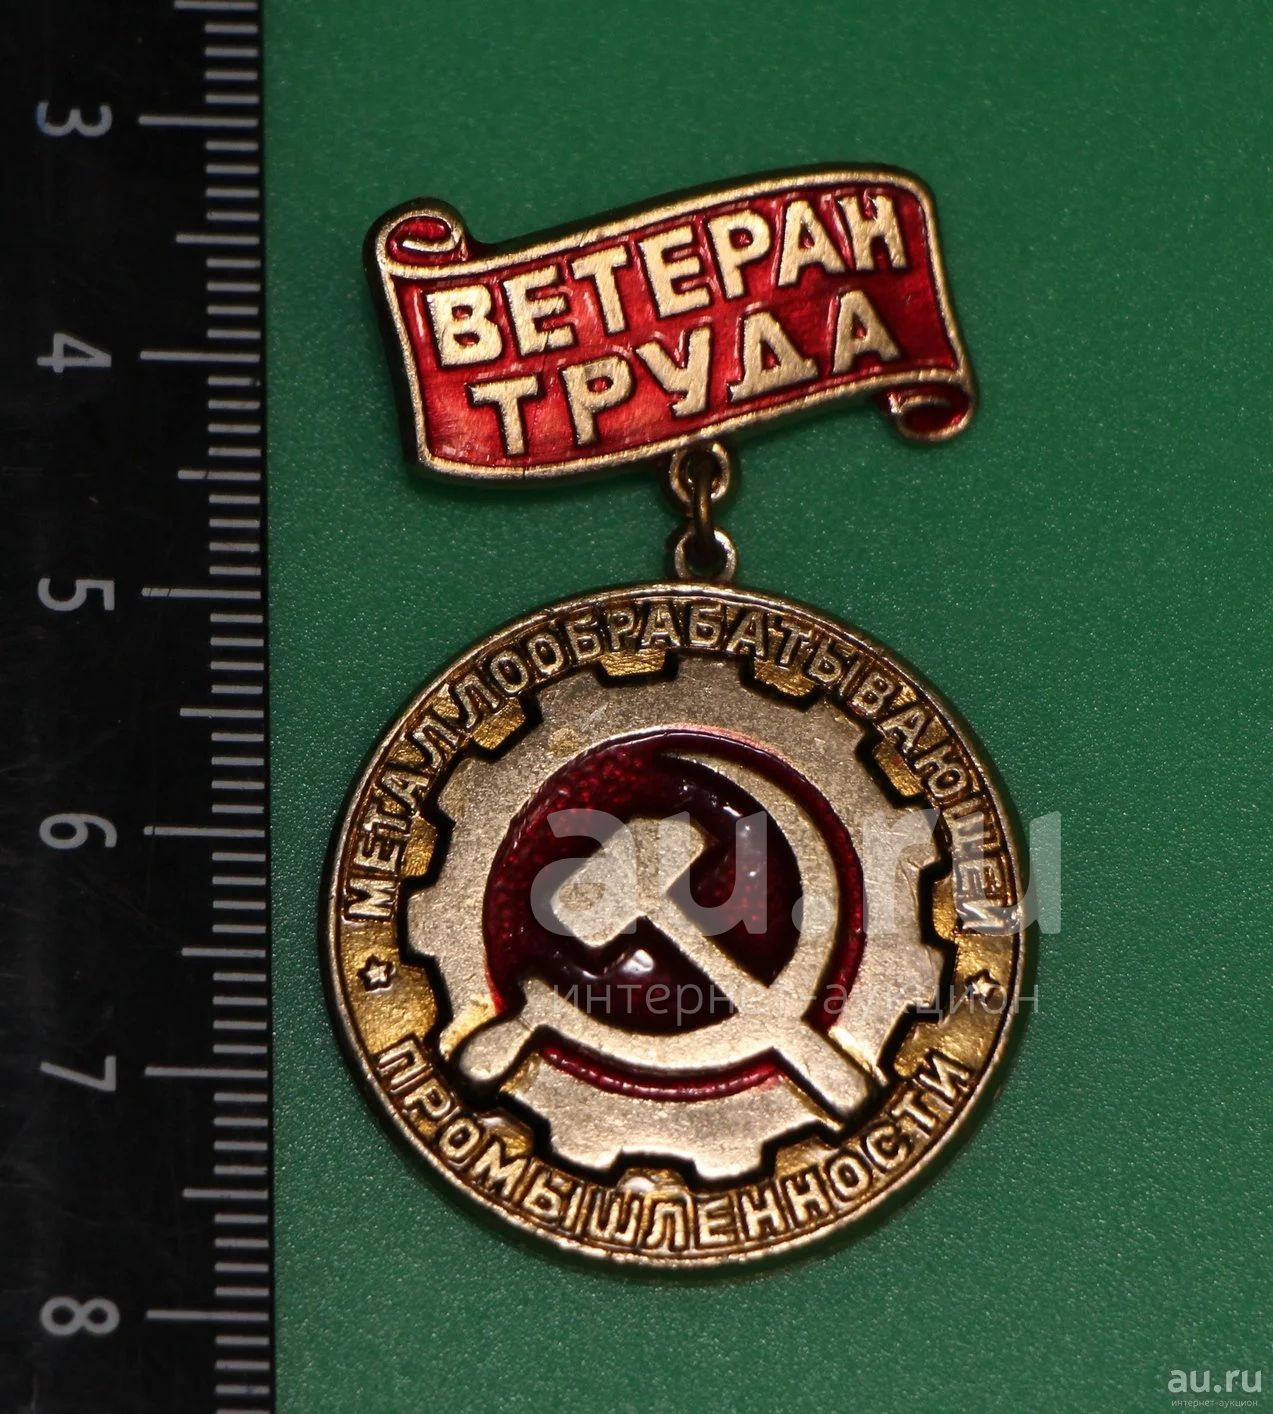 ВЕТЕРАН
ТРУДА
МЕТАЛЛООБРАБАТЫВАЮЩЕЙ
ПРОМЫШЛЕННОСТИ
3
4
5
6
7
8
au.ru
интернет-аукцион
au.ru
интернет-аукцион